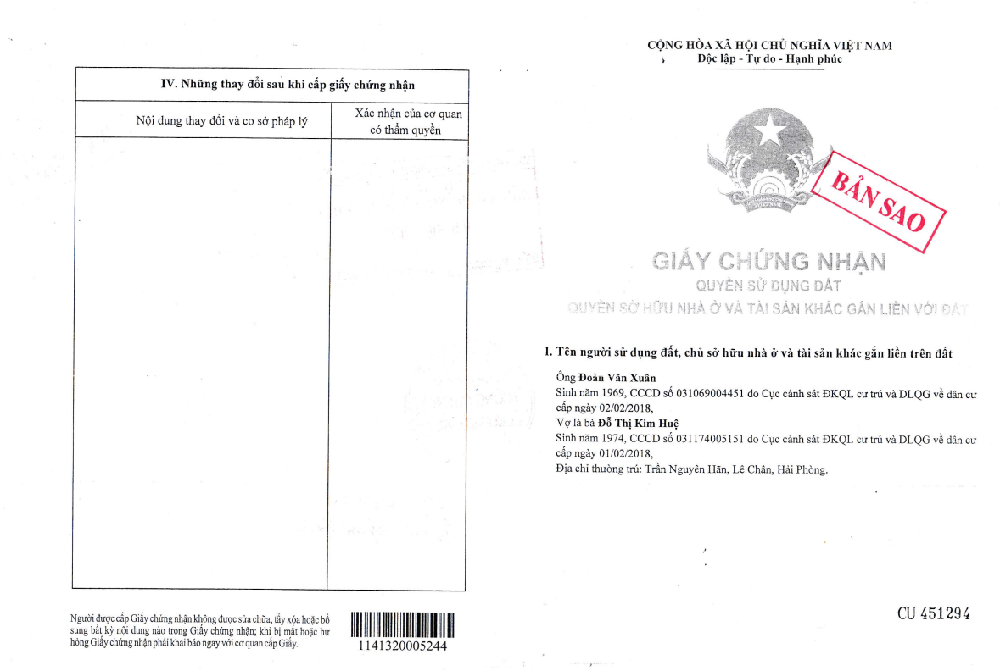 IV. Những thay đổi sau khi cấp giấy chứng nhận
Nội dung thay đổi và cơ sở pháp lý
Xác nhận của cơ quan
có thẩm quyền
Người được cấp Giấy chứng nhận không được sửa chữa, tẩy xóa hoặc bổ
sung bất kỳ nội dung nào trong Giấy chứng nhận; khi bị mất hoặc hư
hỏng Giấy chứng nhận phải khai báo ngay với cơ quan cấp Giấy.
1141320005244
CỘNG HÒA XÃ HỘI CHỦ NGHĨA VIỆT NAM
Độc lập - Tự do - Hạnh phúc
BẢN SAO
GIẤY CHỨNG NHẬN
QUYỀN SỬ DỤNG ĐẤT
QUYỀN SỞ HỮU NHÀ Ở VÀ TÀI SẢN KHÁC GẮN LIỀN VỚI ĐẤT
I. Tên người sử dụng đất, chủ sở hữu nhà ở và tài sản khác gắn liền trên đất
Ông Đoàn Văn Xuân
Sinh năm 1969, CCCD số 031069004451 do Cục cảnh sát ĐKQL cư trú và DLQG về dân cư
cấp ngày 02/02/2018,
Vợ là bà Đỗ Thị Kim Huệ
Sinh năm 1974, CCCD số 031174005151 do Cục cảnh sát ĐKQL cư trú và DLQG về dân cư
cấp ngày 01/02/2018,
Địa chỉ thường trú: Trần Nguyên Hãn, Lê Chân, Hải Phòng.
CU 451294